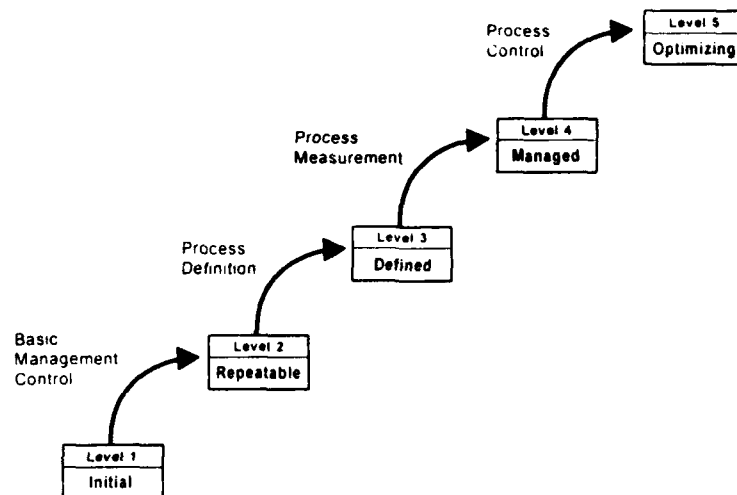 Process
Control
Level 5
Optimizing
Process
Measurement
Level 4
Managed
Process
Definition
Level 3
Defined
Basic
Management
Control
Level 2
Repeatable
Level 1
Initial